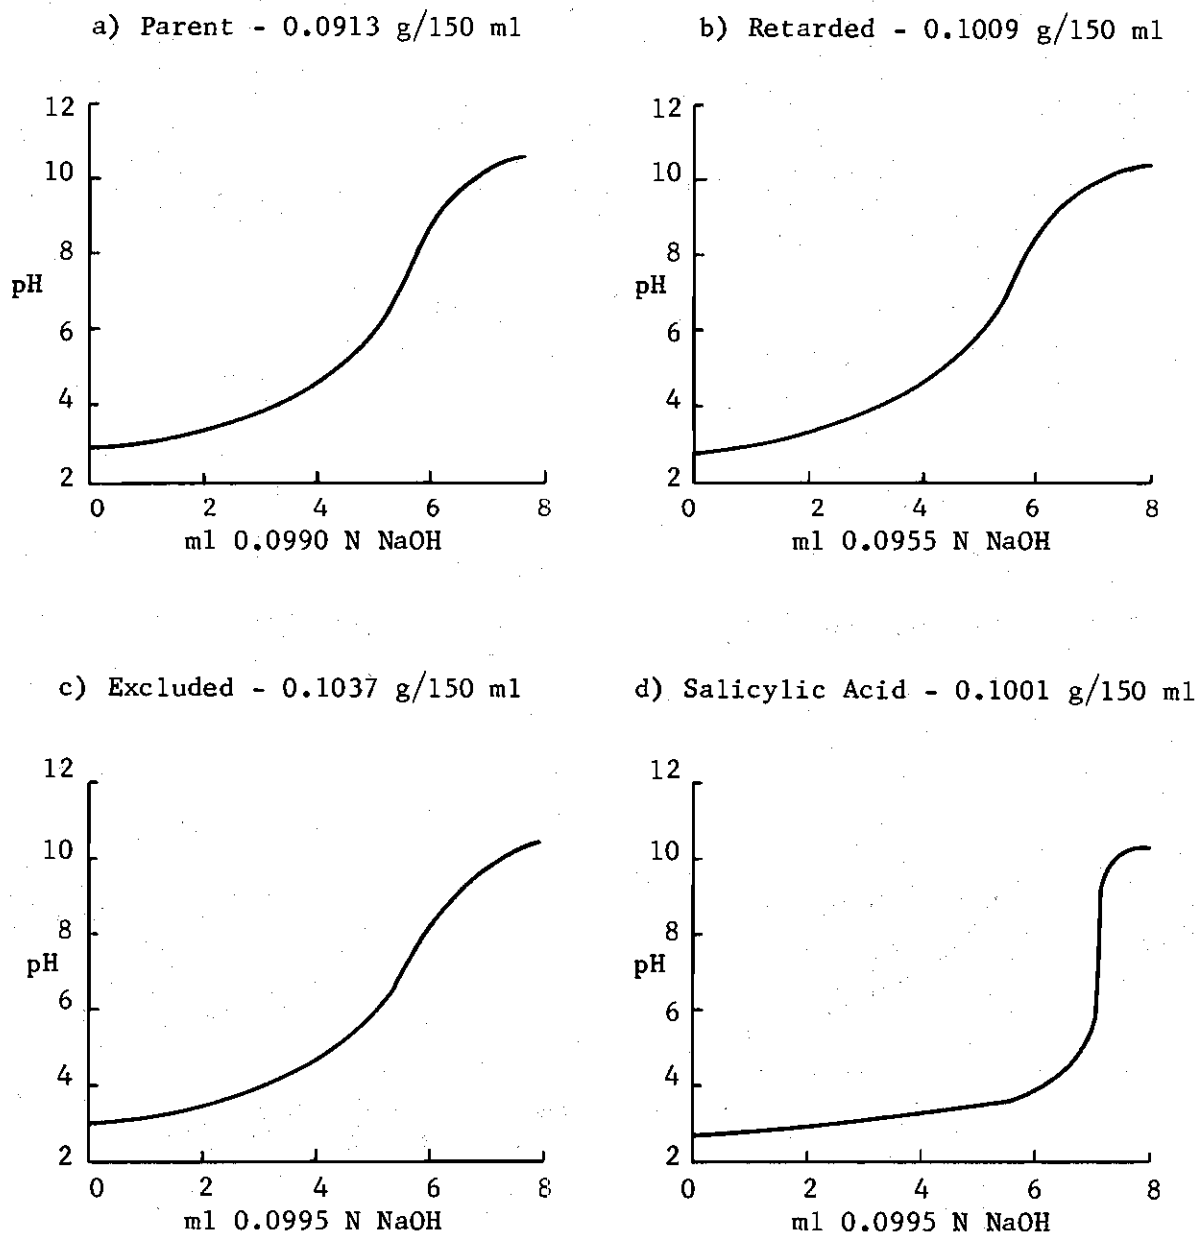 a) Parent - 0.0913 g/150 ml
12
10
8
pH
6
4
2
0 2 4 6 8
ml 0.0990 N NaOH
b) Retarded - 0.1009 g/150 ml
12
10
8
pH
6
4
2
0 2 4 6 8
ml 0.0955 N NaOH
c) Excluded - 0.1037 g/150 ml
12
10
8
pH
6
4
2
0 2 4 6 8
ml 0.0995 N NaOH
d) Salicylic Acid - 0.1001 g/150 ml
12
10
8
pH
6
4
2
0 2 4 6 8
ml 0.0995 N NaOH